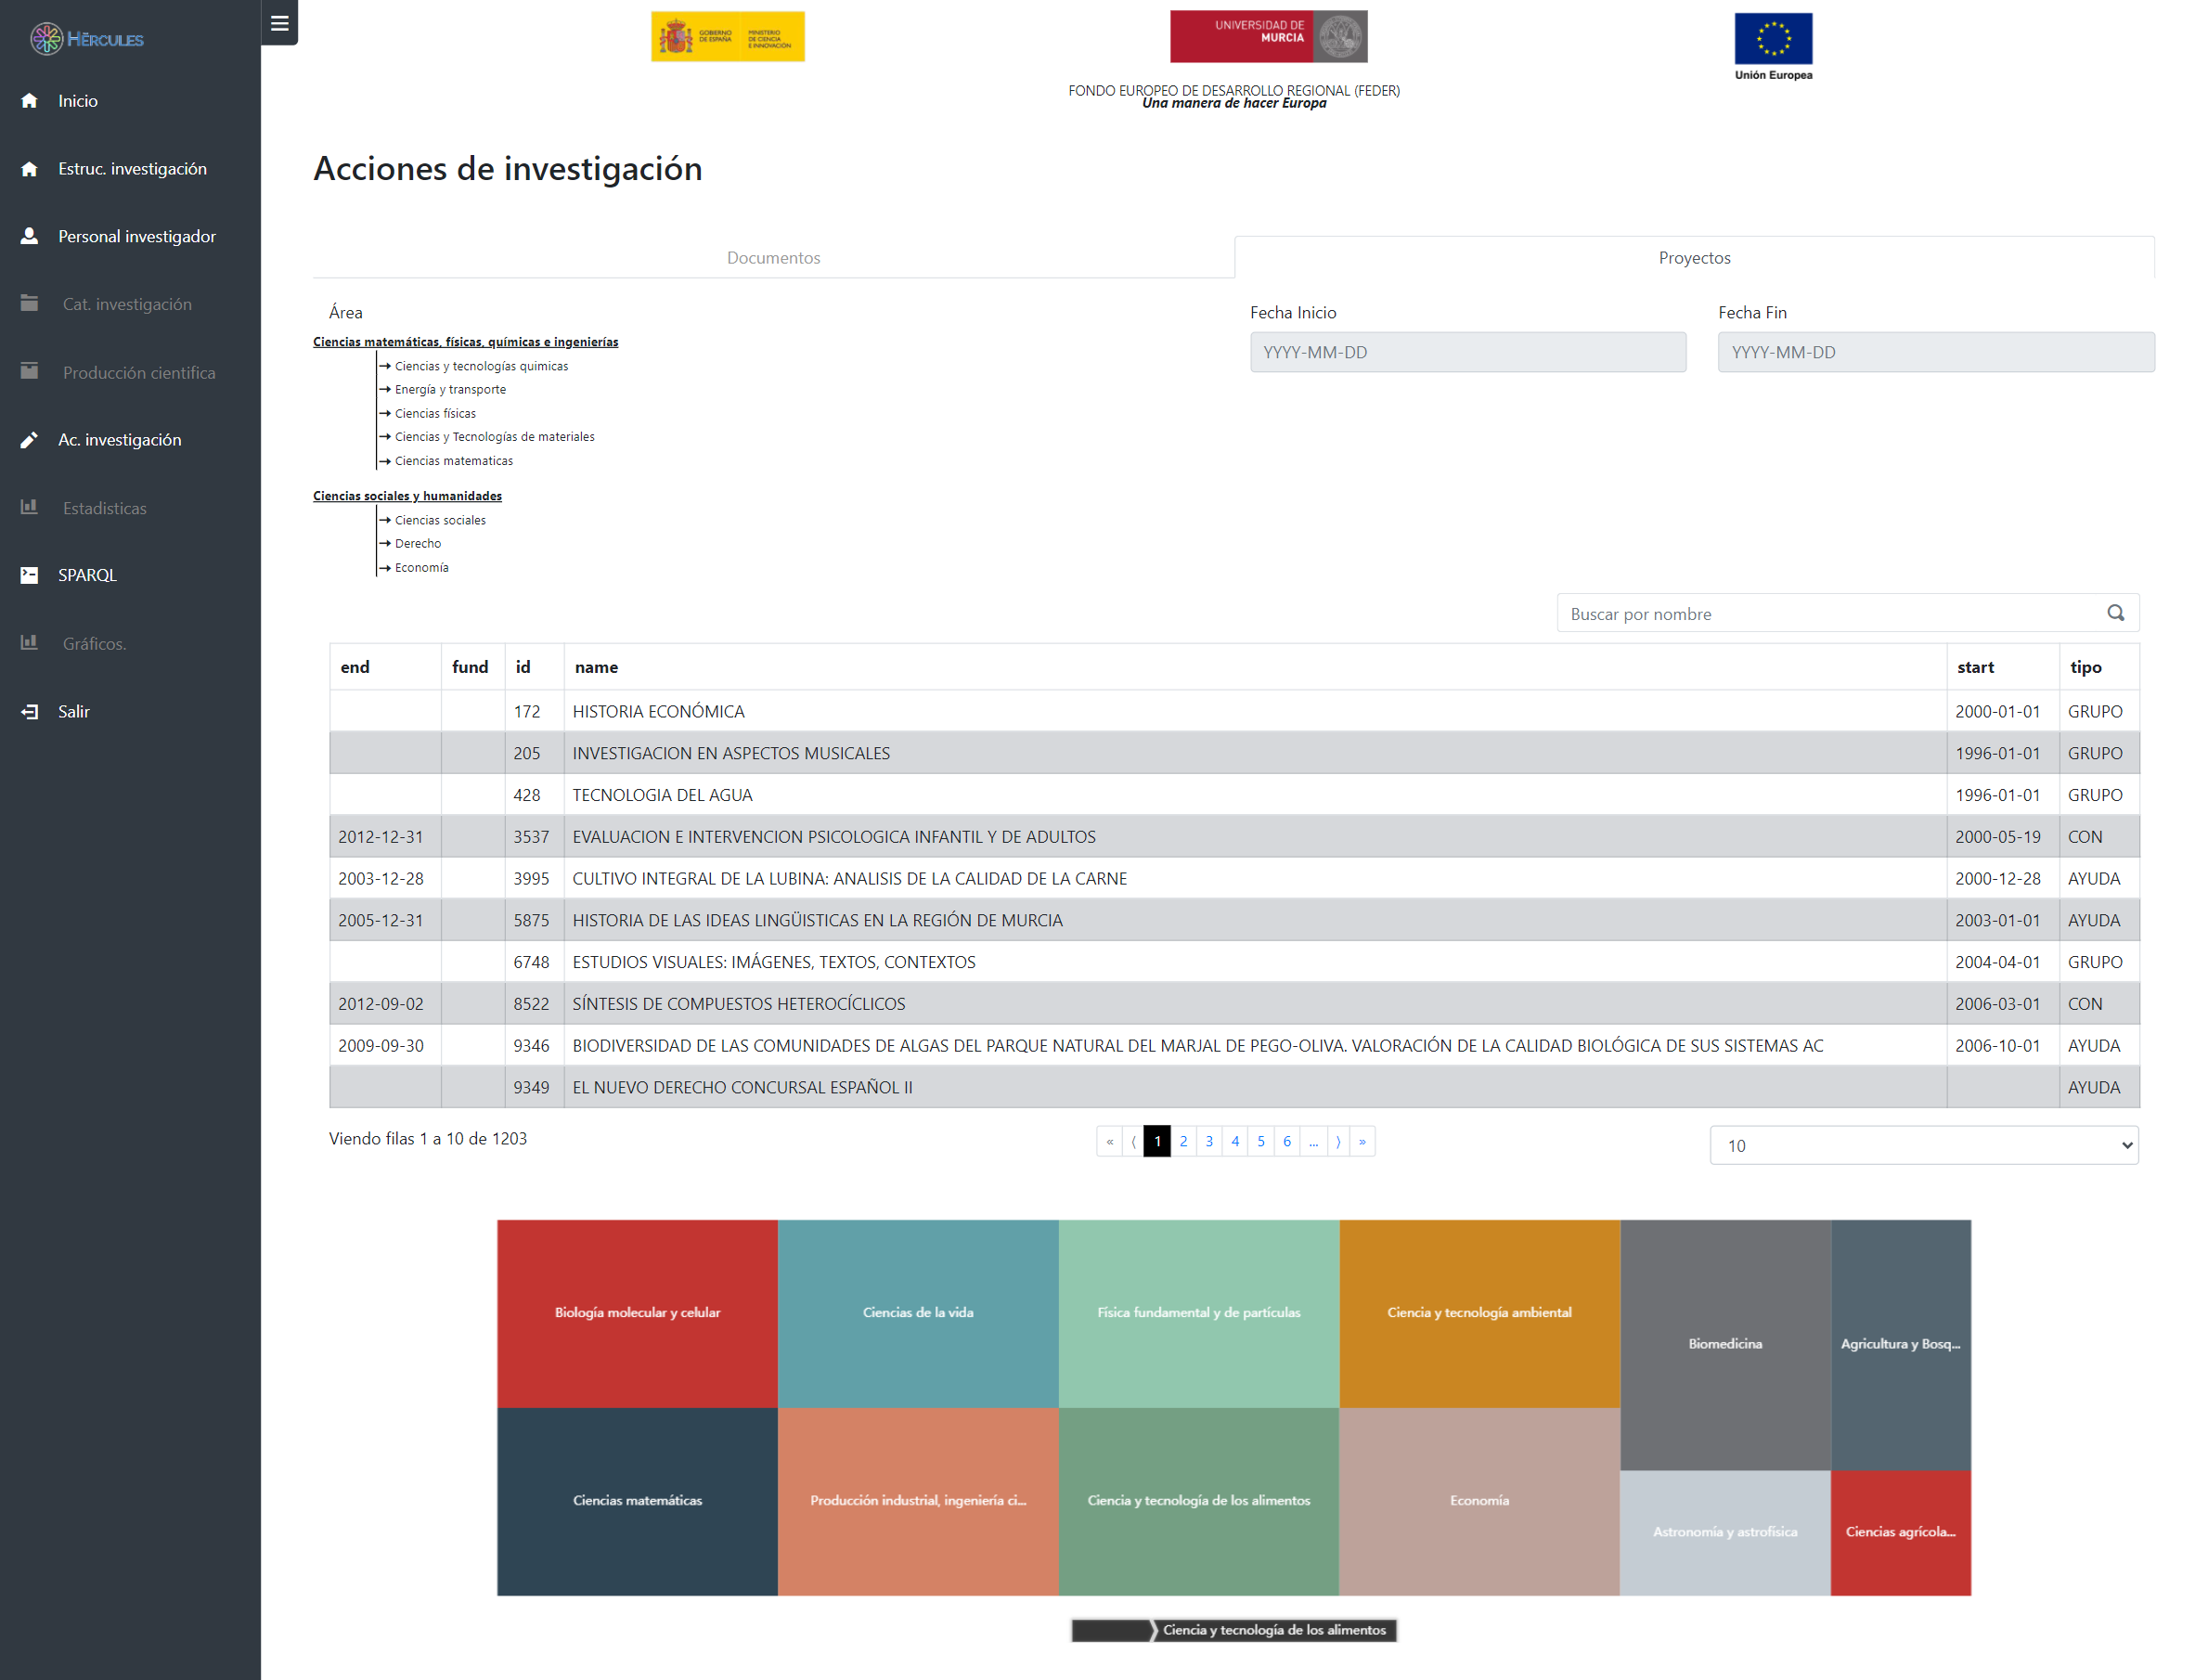 HĒRCULES
Inicio
Estruc. investigación
Personal investigador
Cat. investigación
Producción cientifica
Ac. investigación
Estadisticas
SPARQL
Gráficos.
Salir
GOBIERNO DE ESPAÑA
MINISTERIO DE CIENCIA E INNOVACIÓN
UNIVERSIDAD DE
MURCIA
Unión Europea
FONDO EUROPEO DE DESARROLLO REGIONAL (FEDER)
Una manera de hacer Europa
Acciones de investigación
Documentos
Proyectos
Área
Fecha Inicio
Fecha Fin
YYYY-MM-DD
YYYY-MM-DD
Ciencias matemáticas, físicas, químicas e ingenierías
Ciencias y tecnologías quimicas
Energía y transporte
Ciencias físicas
Ciencias y Tecnologías de materiales
Ciencias matematicas
Ciencias sociales y humanidades
Ciencias sociales
Derecho
Economía
Buscar por nombre
end fund id name start tipo
172 HISTORIA ECONÓMICA 2000-01-01 GRUPO
205 INVESTIGACION EN ASPECTOS MUSICALES 1996-01-01 GRUPO
428 TECNOLOGIA DEL AGUA 1996-01-01 GRUPO
2012-12-31 3537 EVALUACION E INTERVENCION PSICOLOGICA INFANTIL Y DE ADULTOS 2000-05-19 CON
2003-12-28 3995 CULTIVO INTEGRAL DE LA LUBINA: ANALISIS DE LA CALIDAD DE LA CARNE 2000-12-28 AYUDA
2005-12-31 5875 HISTORIA DE LAS IDEAS LINGÜISTICAS EN LA REGIÓN DE MURCIA 2003-01-01 AYUDA
6748 ESTUDIOS VISUALES: IMÁGENES, TEXTOS, CONTEXTOS 2004-04-01 GRUPO
2012-09-02 8522 SÍNTESIS DE COMPUESTOS HETEROCÍCLICOS 2006-03-01 CON
2009-09-30 9346 BIODIVERSIDAD DE LAS COMUNIDADES DE ALGAS DEL PARQUE NATURAL DEL MARJAL DE PEGO-OLIVA. VALORACIÓN DE LA CALIDAD BIOLÓGICA DE SUS SISTEMAS AC 2006-10-01 AYUDA
9349 EL NUEVO DERECHO CONCURSAL ESPAÑOL II AYUDA
Viendo filas 1 a 10 de 1203
« ⟨ 1 2 3 4 5 6 ... ⟩ »
10
Biología molecular y celular
Ciencias de la vida
Física fundamental y de partículas
Ciencia y tecnología ambiental
Biomedicina
Agricultura y Bosq...
Ciencias matemáticas
Producción industrial, ingeniería ci...
Ciencia y tecnología de los alimentos
Economía
Astronomía y astrofísica
Ciencias agrícola...
Ciencia y tecnología de los alimentos